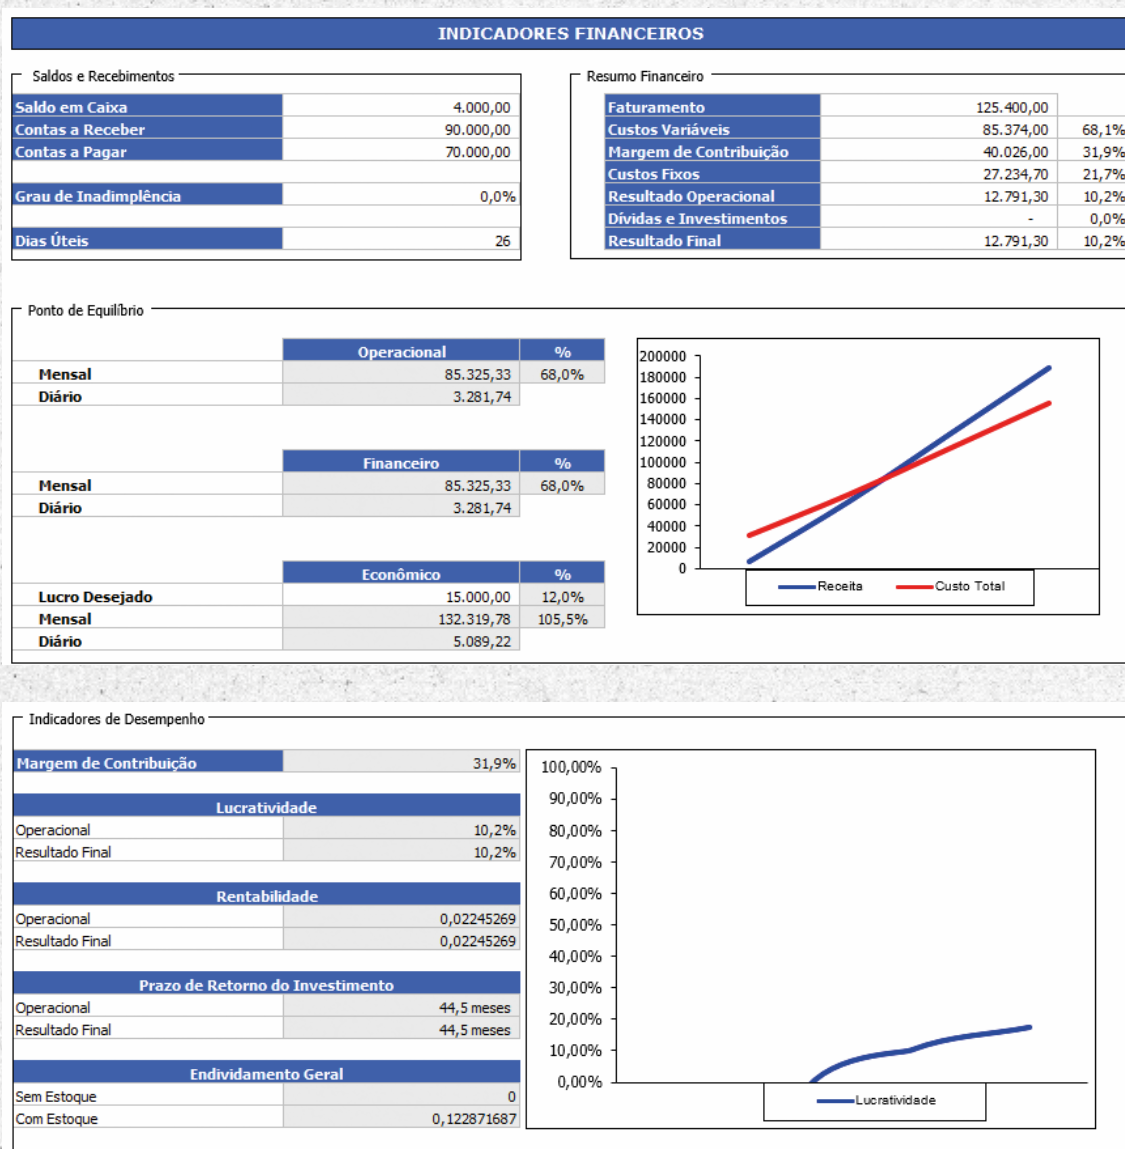 INDICADORES FINANCEIROS
Saldos e Recebimentos
Saldo em Caixa 4.000,00
Contas a Receber 90.000,00
Contas a Pagar 70.000,00
Grau de Inadimplência 0,0%
Dias Úteis 26
Resumo Financeiro
Faturamento 125.400,00
Custos Variáveis 85.374,00 68,1%
Margem de Contribuição 40.026,00 31,9%
Custos Fixos 27.234,70 21,7%
Resultado Operacional 12.791,30 10,2%
Dívidas e Investimentos - 0,0%
Resultado Final 12.791,30 10,2%
Ponto de Equilíbrio
Operacional %
Mensal 85.325,33 68,0%
Diário 3.281,74
Financeiro %
Mensal 85.325,33 68,0%
Diário 3.281,74
Econômico %
Lucro Desejado 15.000,00 12,0%
Mensal 132.319,78 105,5%
Diário 5.089,22
200000
180000
160000
140000
120000
100000
80000
60000
40000
20000
0
Receita Custo Total
Indicadores de Desempenho
Margem de Contribuição 31,9%
Lucratividade
Operacional 10,2%
Resultado Final 10,2%
Rentabilidade
Operacional 0,02245269
Resultado Final 0,02245269
Prazo de Retorno do Investimento
Operacional 44,5 meses
Resultado Final 44,5 meses
Endividamento Geral
Sem Estoque 0
Com Estoque 0,122871687
100,00%
90,00%
80,00%
70,00%
60,00%
50,00%
40,00%
30,00%
20,00%
10,00%
0,00%
Lucratividade